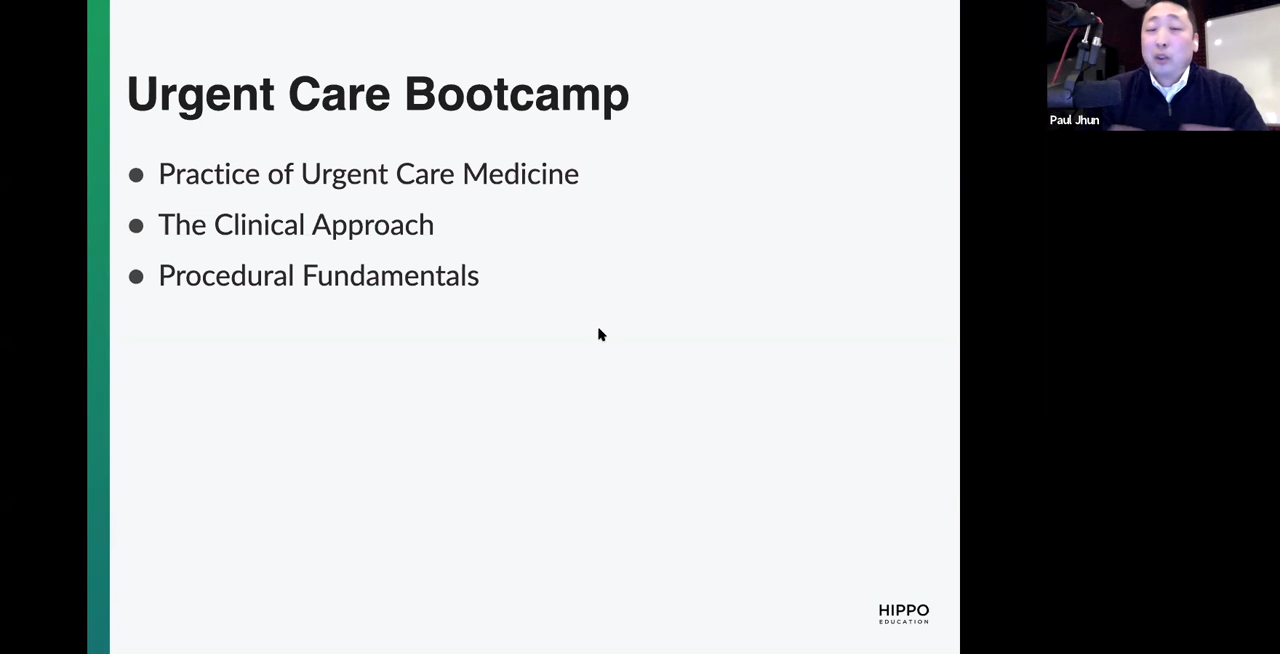 Urgent Care Bootcamp
Practice of Urgent Care Medicine
The Clinical Approach
Procedural Fundamentals
HIPPO
EDUCATION
Paul Jhun